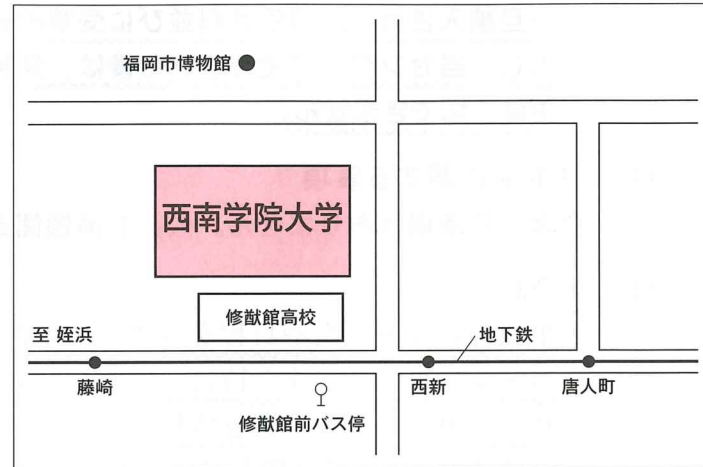 福岡市博物館
西南学院大学
修猷館高校
至 姪浜
地下鉄
藤崎
西新
唐人町
修猷館前バス停